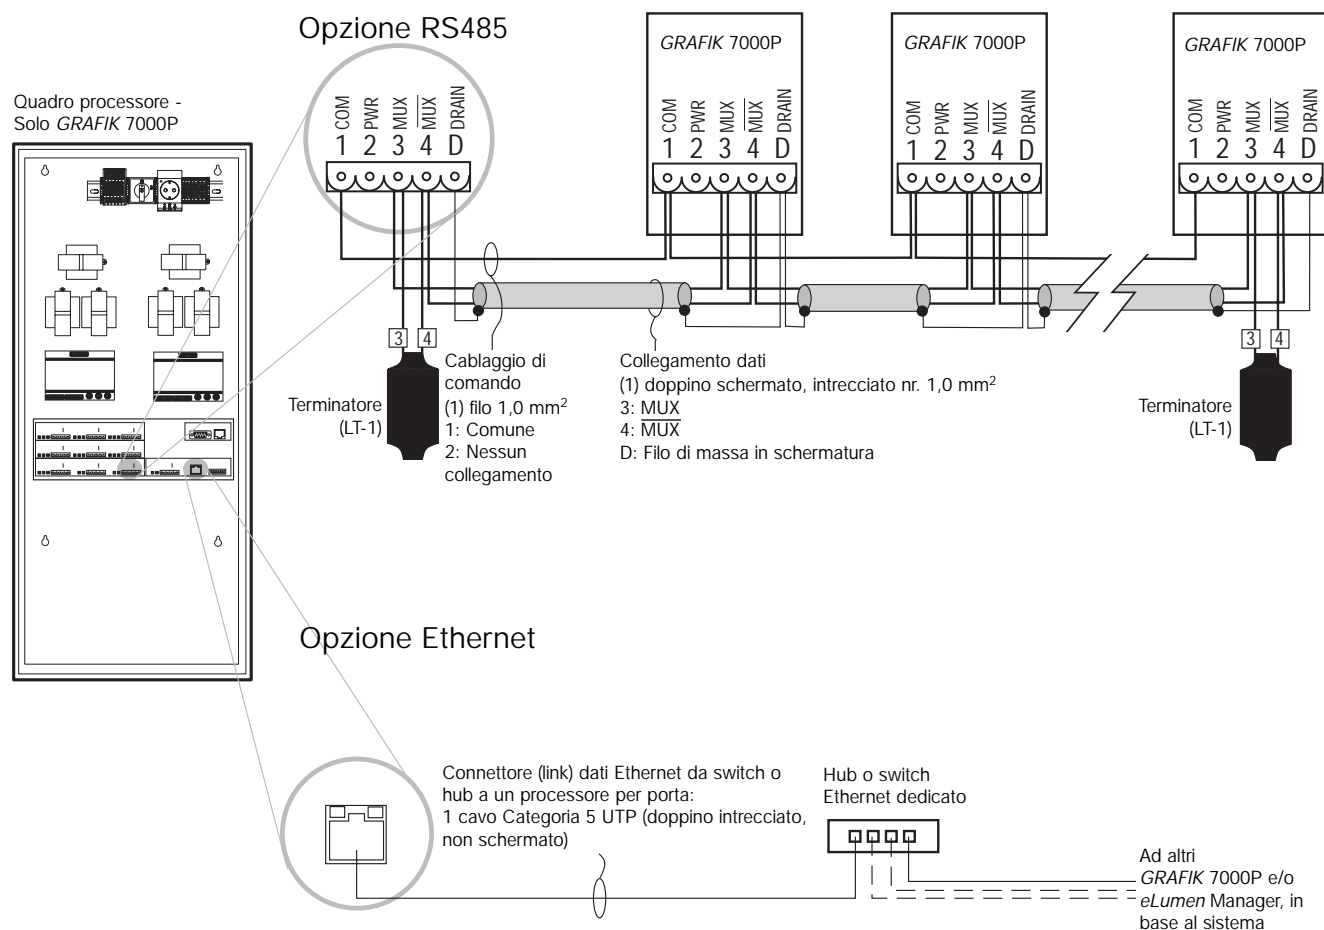 Opzione RS485
Quadro processore -
Solo GRAFIK 7000P
COM PWR MUX MUX DRAIN
1 2 3 4 D
GRAFIK 7000P
COM PWR MUX MUX DRAIN
1 2 3 4 D
GRAFIK 7000P
COM PWR MUX MUX DRAIN
1 2 3 4 D
GRAFIK 7000P
COM PWR MUX MUX DRAIN
1 2 3 4 D
3 4
Terminatore
(LT-1)
Cablaggio di
comando
(1) filo 1,0 mm2
1: Comune
2: Nessun
collegamento
Collegamento dati
(1) doppino schermato, intrecciato nr. 1,0 mm2
3: MUX
4: MUX
D: Filo di massa in schermatura
3 4
Terminatore
(LT-1)
Opzione Ethernet
Connettore (link) dati Ethernet da switch o
hub a un processore per porta:
1 cavo Categoria 5 UTP (doppino intrecciato,
non schermato)
Hub o switch
Ethernet dedicato
Ad altri
GRAFIK 7000P e/o
eLumen Manager, in
base al sistema